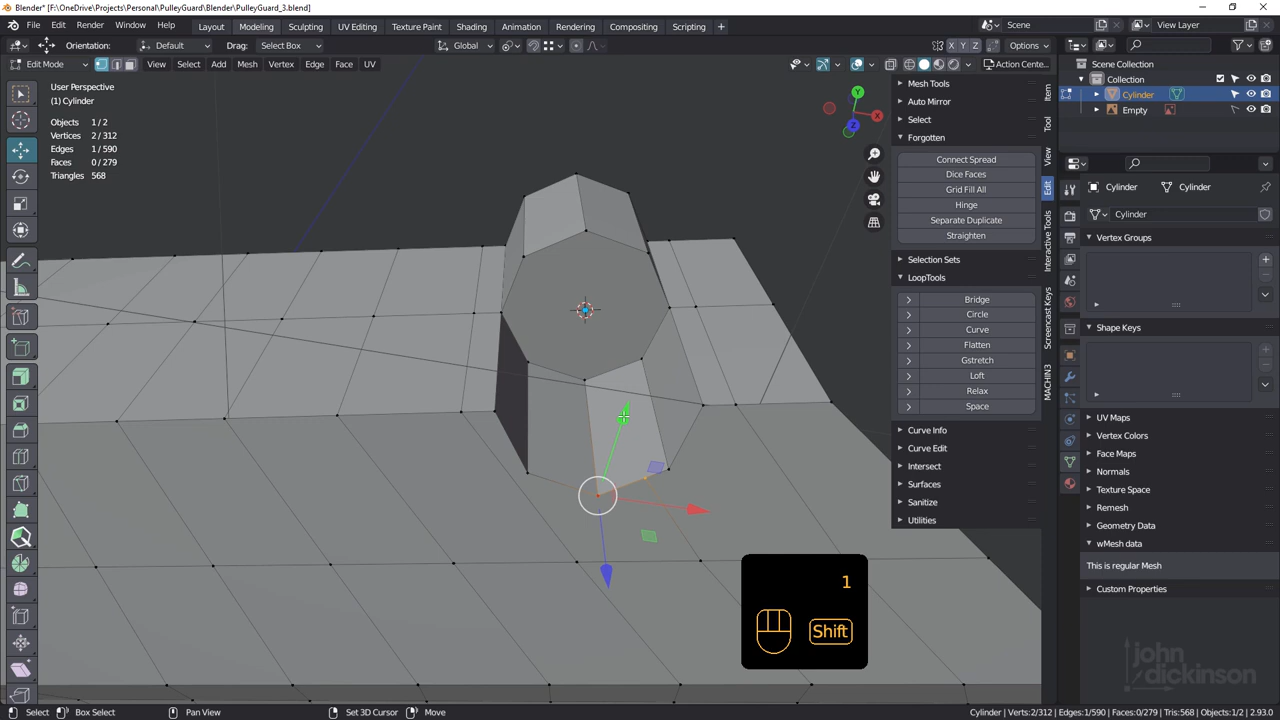 Blender* [F:\OneDrive\Projects\Personal\PulleyGuard\Blender\PulleyGuard_3.blend]
File Edit Render Window Help Layout Modeling Sculpting UV Editing Texture Paint Shading Animation Rendering Compositing Scripting + Scene View Layer
Orientation: Default Drag: Select Box Global X Y Z Options
Edit Mode View Select Add Mesh Vertex Edge Face UV Action Cente...
User Perspective
(1) Cylinder
Objects 1 / 2
Vertices 2 / 312
Edges 1 / 590
Faces 0 / 279
Triangles 568
Y
X
Z
Mesh Tools
Auto Mirror
Select
Forgotten
Connect Spread
Dice Faces
Grid Fill All
Hinge
Separate Duplicate
Straighten
Selection Sets
LoopTools
Bridge
Circle
Curve
Flatten
Gstretch
Loft
Relax
Space
Curve Info
Curve Edit
Intersect
Surfaces
Sanitize
Utilities
Item
Tool
View
Edit
Interactive Tools
Screencast Keys
MACHIN3
Scene Collection
Collection
Cylinder
Empty
Cylinder Cylinder
Cylinder
Vertex Groups
Shape Keys
UV Maps
Vertex Colors
Face Maps
Normals
Texture Space
Remesh
Geometry Data
wMesh data
This is regular Mesh
Custom Properties
1
Shift
john
dickinson
Select Box Select Pan View Set 3D Cursor Move Cylinder | Verts:2/312 | Edges:1/590 | Faces:0/279 | Tris:568 | Objects:1/2 | 2.93.0